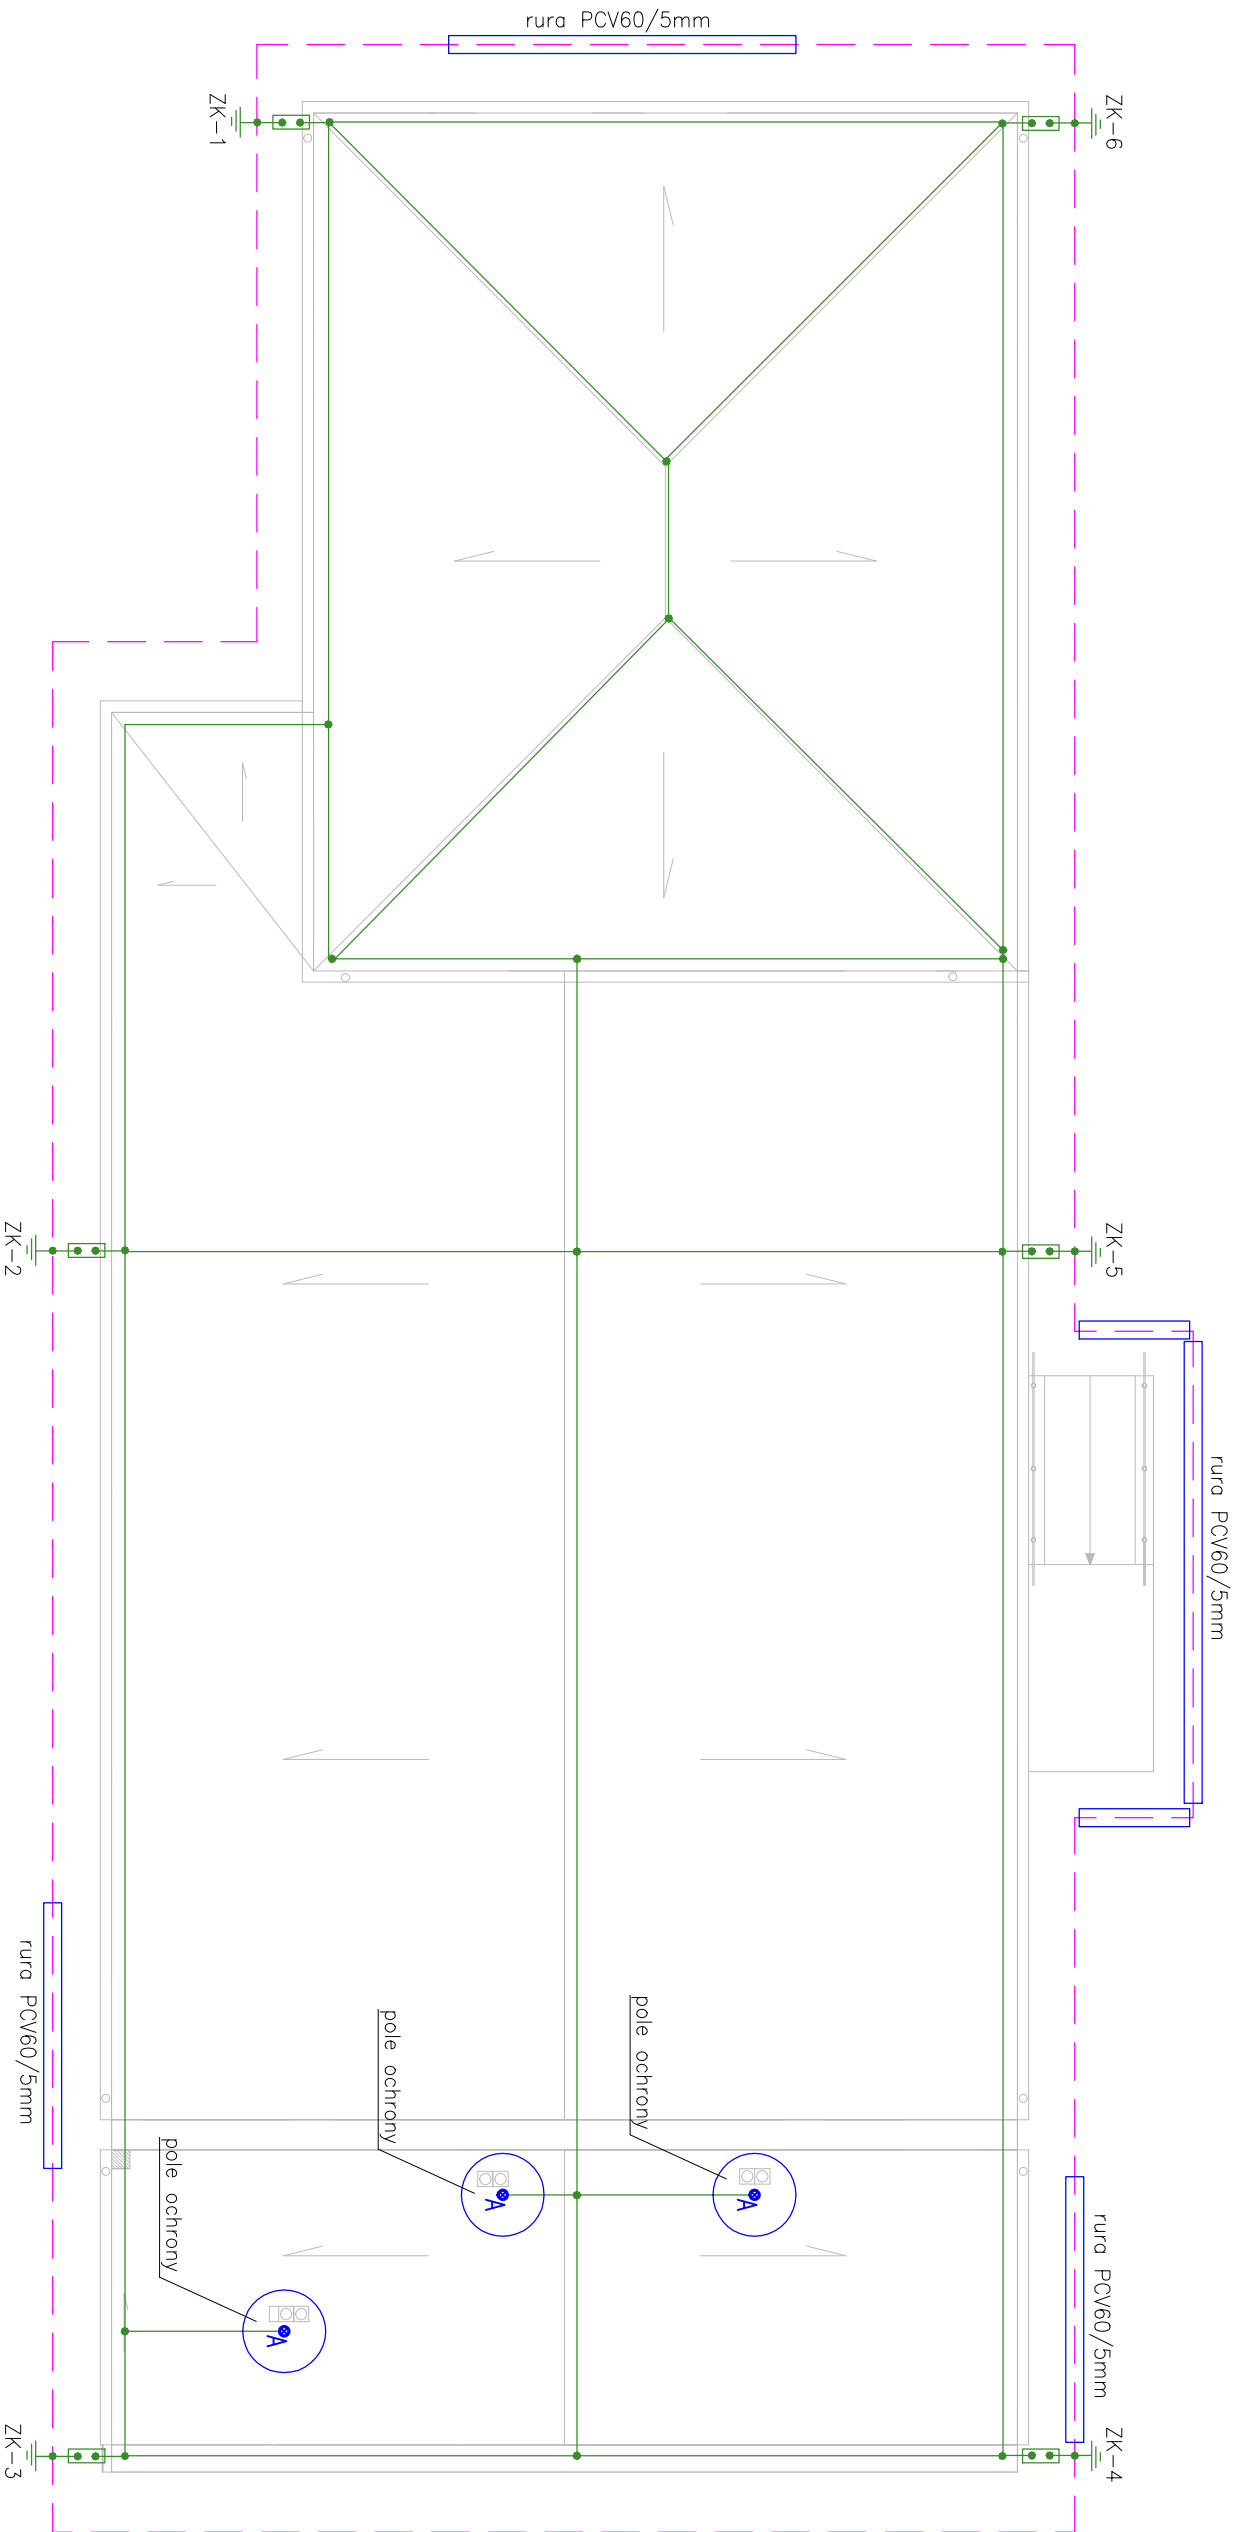 rura PCV60/5mm
ZK-1
ZK-6
ZK-2
ZK-5
rura PCV60/5mm
rura PCV60/5mm
pole ochrony
pole ochrony
pole ochrony
A
A
A
rura PCV60/5mm
ZK-3
ZK-4